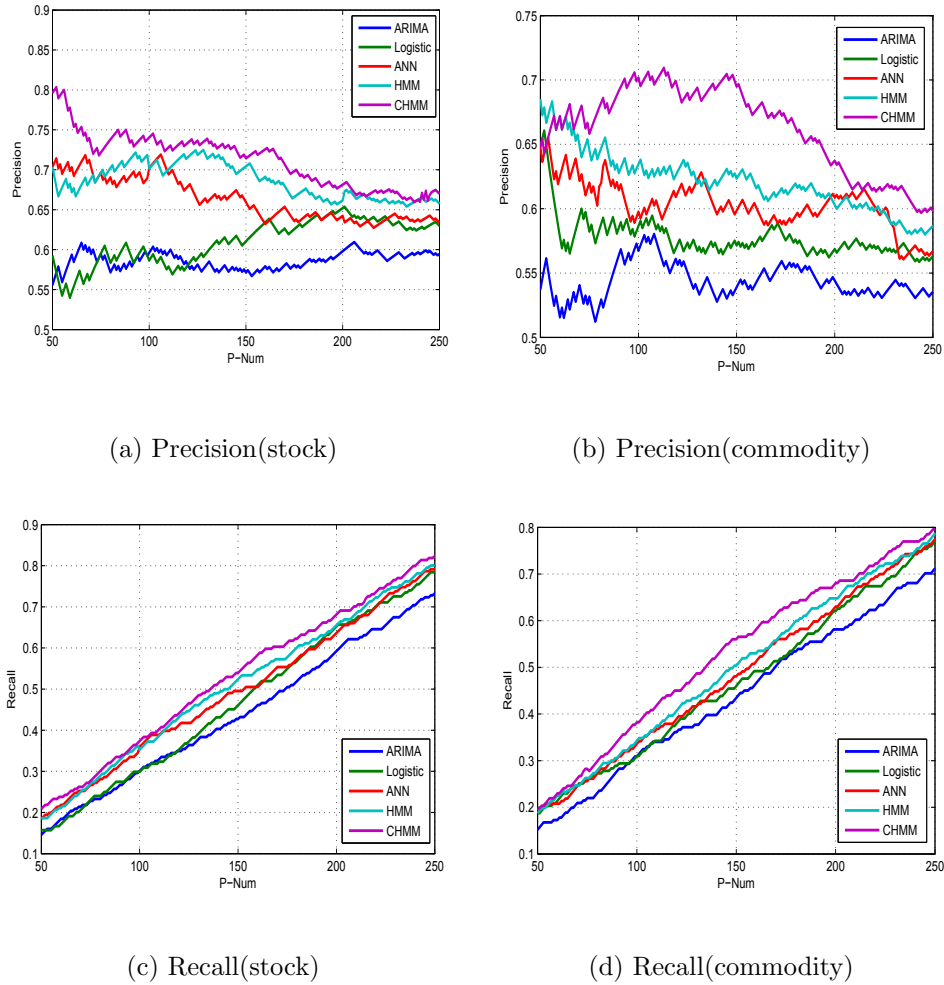 0.9
0.85
0.8
0.75
0.7
0.65
0.6
0.55
0.5
50
100
150
200
250
P−Num
Precision
ARIMA
Logistic
ANN
HMM
CHMM
(a) Precision(stock)
0.75
0.7
0.65
0.6
0.55
0.5
50
100
150
200
250
P−Num
Precision
ARIMA
Logistic
ANN
HMM
CHMM
(b) Precision(commodity)
0.9
0.8
0.7
0.6
0.5
0.4
0.3
0.2
0.1
50
100
150
200
250
P−Num
Recall
ARIMA
Logistic
ANN
HMM
CHMM
(c) Recall(stock)
0.8
0.7
0.6
0.5
0.4
0.3
0.2
0.1
50
100
150
200
250
P−Num
Recall
ARIMA
Logistic
ANN
HMM
CHMM
(d) Recall(commodity)